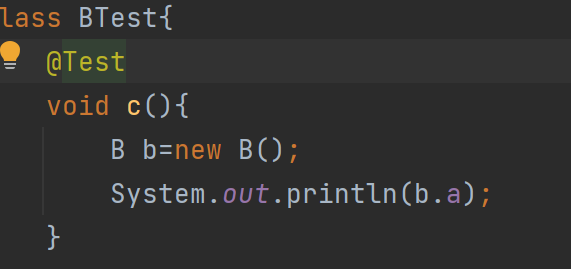 lass BTest{
@Test
void c(){
B b=new B();
System.out.println(b.a);
}